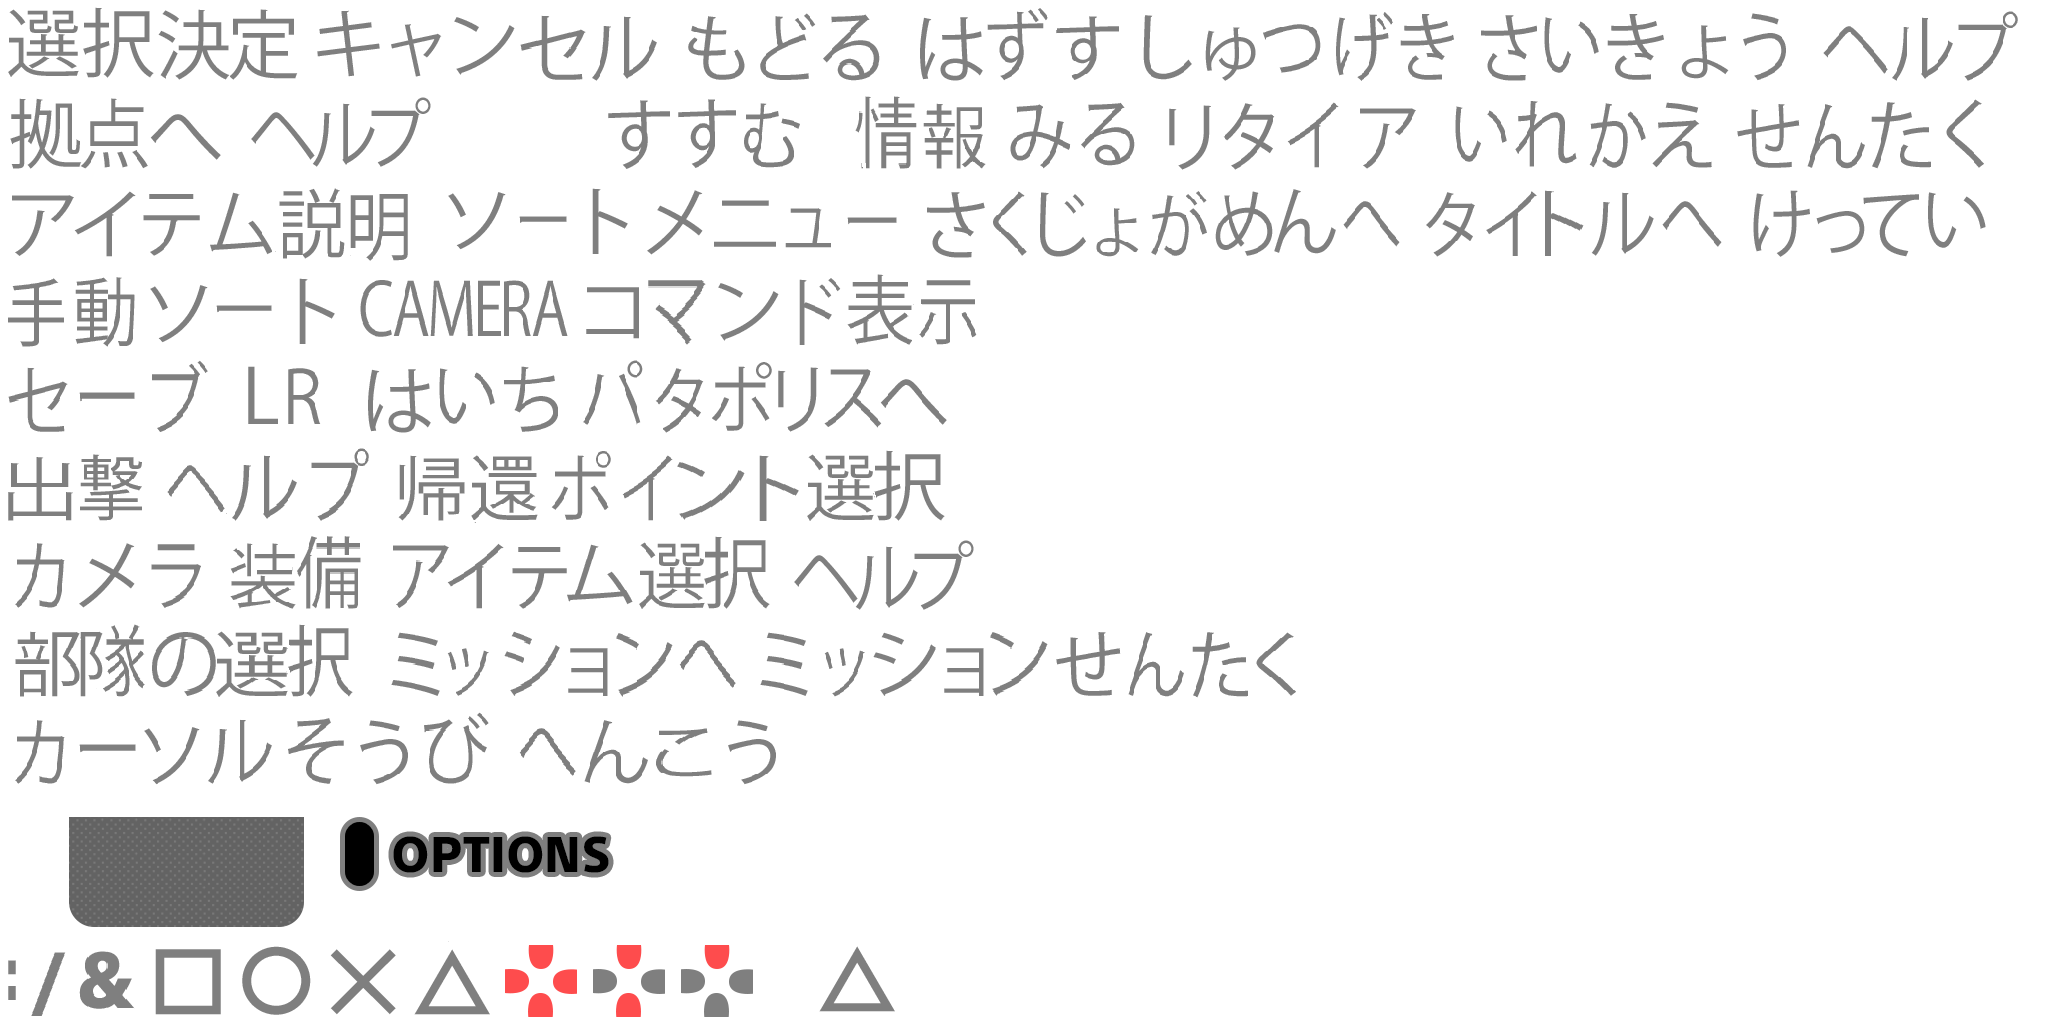 選択決定 キャンセル もどる はずす しゅつげき さいきょう ヘルプ
拠点へ ヘルプ すすむ 情報 みる リタイア いれかえ せんたく
アイテム説明 ソートメニュー さくじょがめんへ タイトルへ けってい
手動ソート CAMERA コマンド表示
セーブ LR はいち パタポリスへ
出撃 ヘルプ 帰還 ポイント選択
カメラ 装備 アイテム選択 ヘルプ
部隊の選択 ミッションへ ミッションせんたく
カーソル そうび へんこう
OPTIONS
:/& □○×△ △